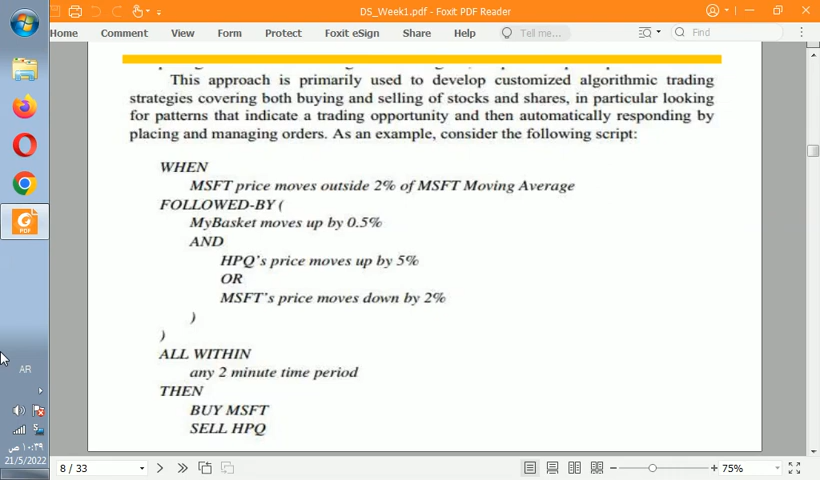 DS_Week1.pdf - Foxit PDF Reader
Home Comment View Form Protect Foxit eSign Share Help Tell me... Find
This approach is primarily used to develop customized algorithmic trading
strategies covering both buying and selling of stocks and shares, in particular looking
for patterns that indicate a trading opportunity and then automatically responding by
placing and managing orders. As an example, consider the following script:
WHEN
MSFT price moves outside 2% of MSFT Moving Average
FOLLOWED-BY (
MyBasket moves up by 0.5%
AND
HPQ's price moves up by 5%
OR
MSFT's price moves down by 2%
)
)
ALL WITHIN
any 2 minute time period
THEN
BUY MSFT
SELL HPQ
PDF
AR
١٠:٣٩ ص
21/5/2022
8 / 33
75%